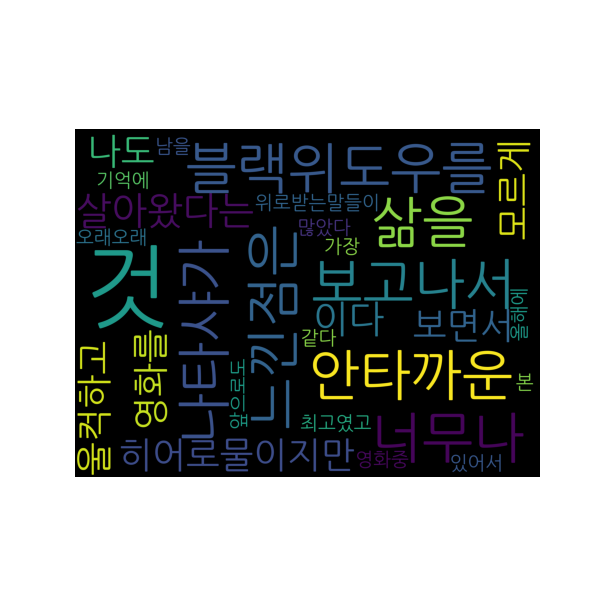 나도
남을
블랙위도우를
모르게
기억에
살아왔다는
위로받는말들이
삶을
오래오래
많았다
가장
것
나타샤가
느낀점은
보고나서
이다
보면서
올해에
울컥하고
영화를
같다
안타까운
본
앞으로도
최고였고
너무나
히어로물이지만
영화중
있어서